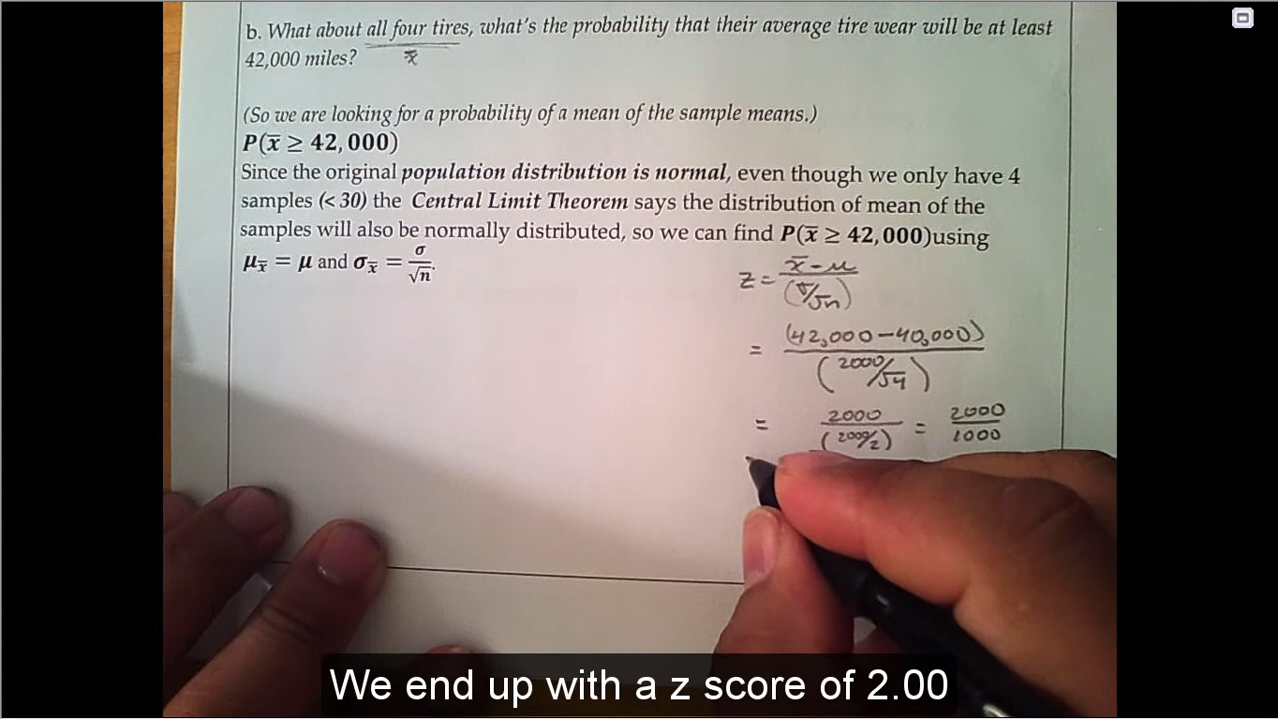 b. What about all four tires, what's the probability that their average tire wear will be at least
42,000 miles?
x̄
(So we are looking for a probability of a mean of the sample means.)
P(x̄ ≥ 42,000)
Since the original population distribution is normal, even though we only have 4
samples (< 30) the Central Limit Theorem says the distribution of mean of the
samples will also be normally distributed, so we can find P(x̄ ≥ 42,000)using
μx̄ = μ and σx̄ = σ/√n.
z = x̄-μ/(σ/√n)
= (42,000-40,000)/(2000/√4)
= 2000/(2000/2) = 2000/1000
We end up with a z score of 2.00